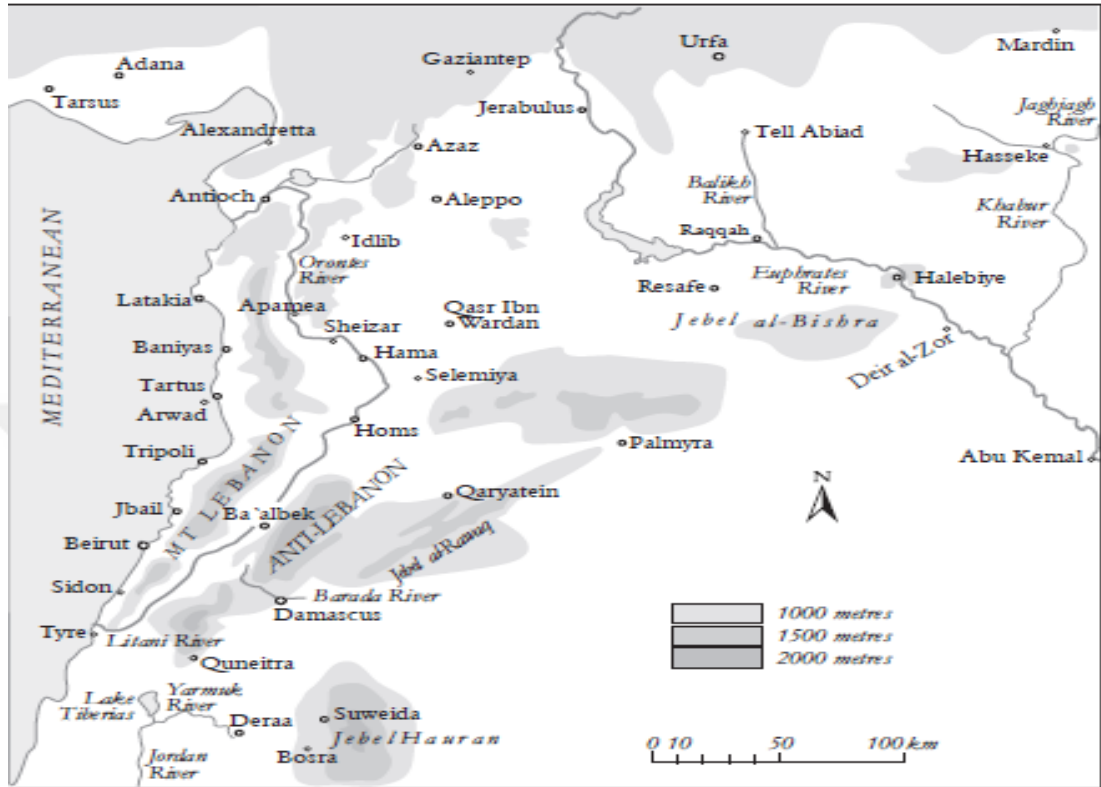 Adana
Tarsus
Gaziantep
Urfa
Mardin
Jerabulus
Jaghjagh
River
Alexandretta
Azaz
Tell Abiad
Hasseke
Antioch
Aleppo
Balikh
River
Khabur
River
Idlib
Raqqah
Orontes
River
Euphrates
River
Halebiye
Resafe
MEDITERRANEAN
Latakia
Apamea
Qasr Ibn
Wardan
Jebel al-Bishra
Sheizar
Baniyas
Hama
Deir al-Zor
Selemiya
Tartus
Arwad
Homs
Palmyra
Tripoli
Abu Kemal
MT LEBANON
N
Qaryatein
Jbail
Ba`albek
ANTI-LEBANON
Beirut
Jebel al-Rawaq
Sidon
Barada River
Damascus
1000 metres
1500 metres
2000 metres
Tyre
Litani River
Quneitra
Lake
Tiberias
Yarmuk
River
Deraa
Suweida
Jebel Hauran
Bosra
Jordan
River
0 10 50 100 km